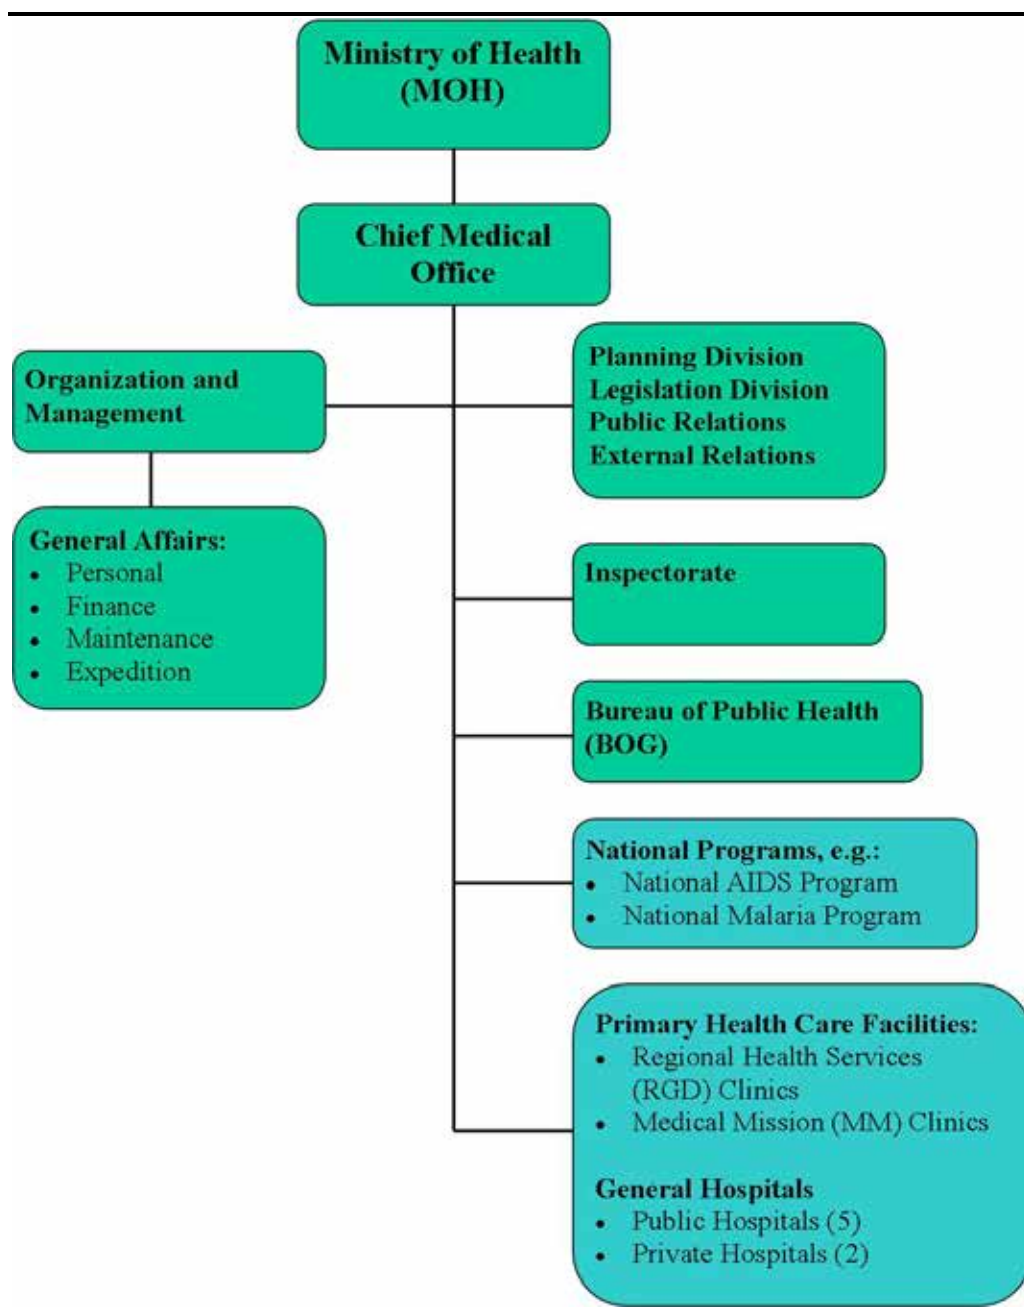 Ministry of Health
(MOH)
Chief Medical
Office
Organization and
Management
Planning Division
Legislation Division
Public Relations
External Relations
General Affairs:
• Personal
• Finance
• Maintenance
• Expedition
Inspectorate
Bureau of Public Health
(BOG)
National Programs, e.g.:
• National AIDS Program
• National Malaria Program
Primary Health Care Facilities:
• Regional Health Services
(RGD) Clinics
• Medical Mission (MM) Clinics
General Hospitals
• Public Hospitals (5)
• Private Hospitals (2)